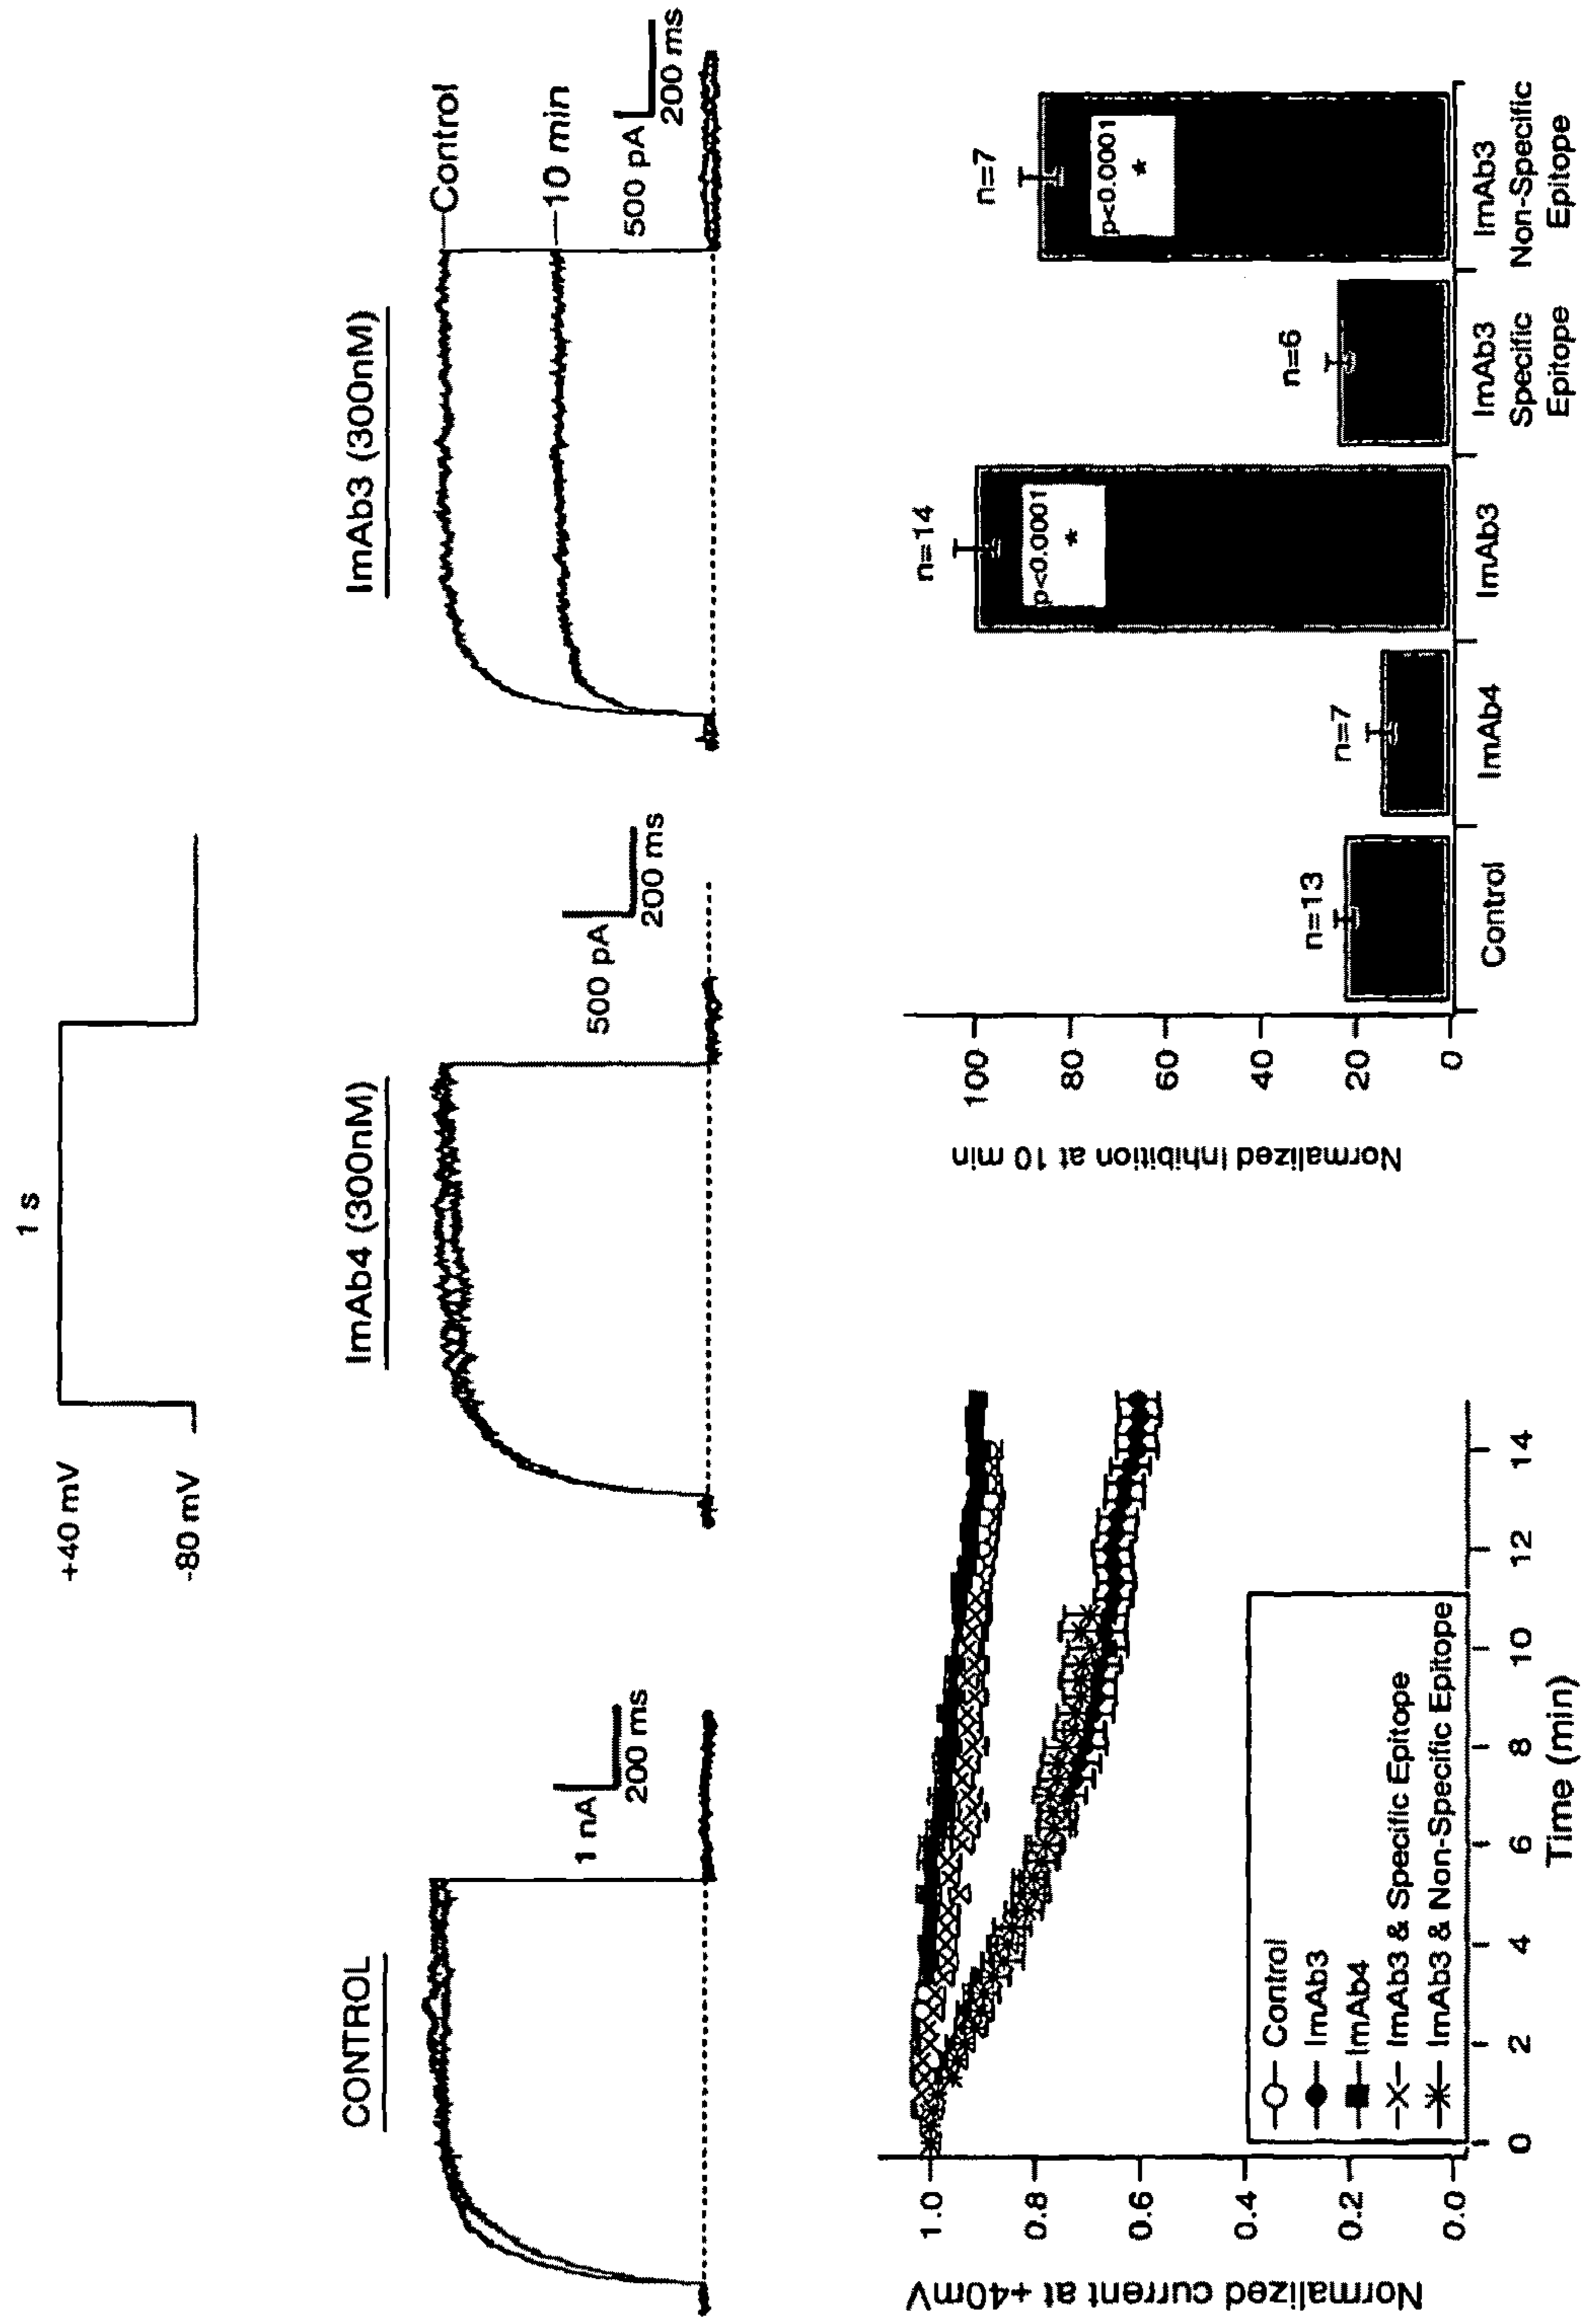 1 s
+40 mV
-80 mV
CONTROL
ImAb4 (300nM)
ImAb3 (300nM)
1 nA
200 ms
500 pA
200 ms
Control
10 min
500 pA
200 ms
Normalized current at +40mV
1.0
0.8
0.6
0.4
0.2
0.0
0
2
4
6
8
10
12
14
Time (min)
Control
ImAb3
ImAb4
ImAb3 & Specific Epitope
ImAb3 & Non-Specific Epitope
Normalized Inhibition at 10 min
100
80
60
40
20
0
n=13
n=7
n=14
n=6
n=7
p<0.0001
*
p<0.0001
*
Control
ImAb4
ImAb3
ImAb3
Specific
Epitope
ImAb3
Non-Specific
Epitope